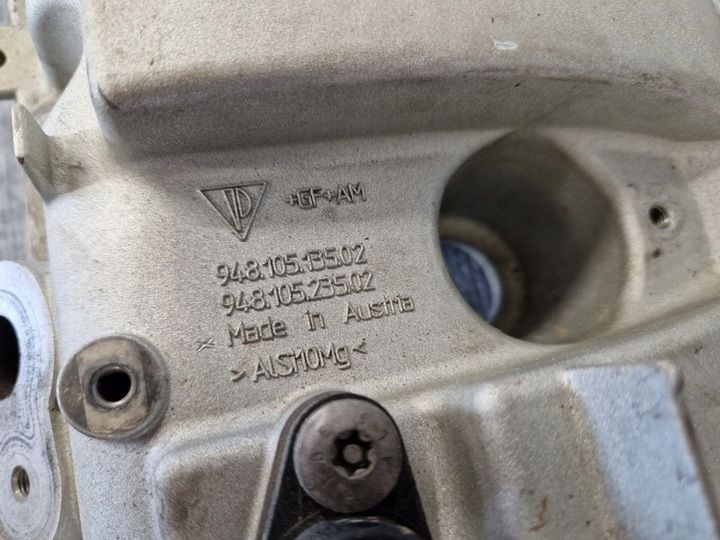 +GF+AM
948.105.135.02
948.105.235.02
Made in Austria
>AlSi10Mg<